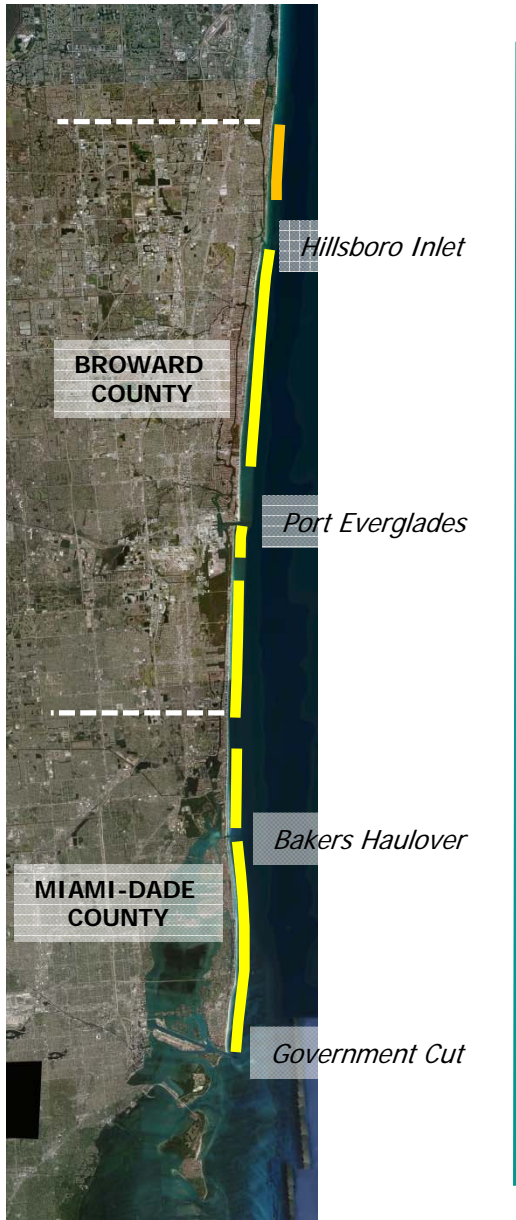 Hillsboro Inlet
BROWARD
COUNTY
Port Everglades
Bakers Haulover
MIAMI-DADE
COUNTY
Government Cut